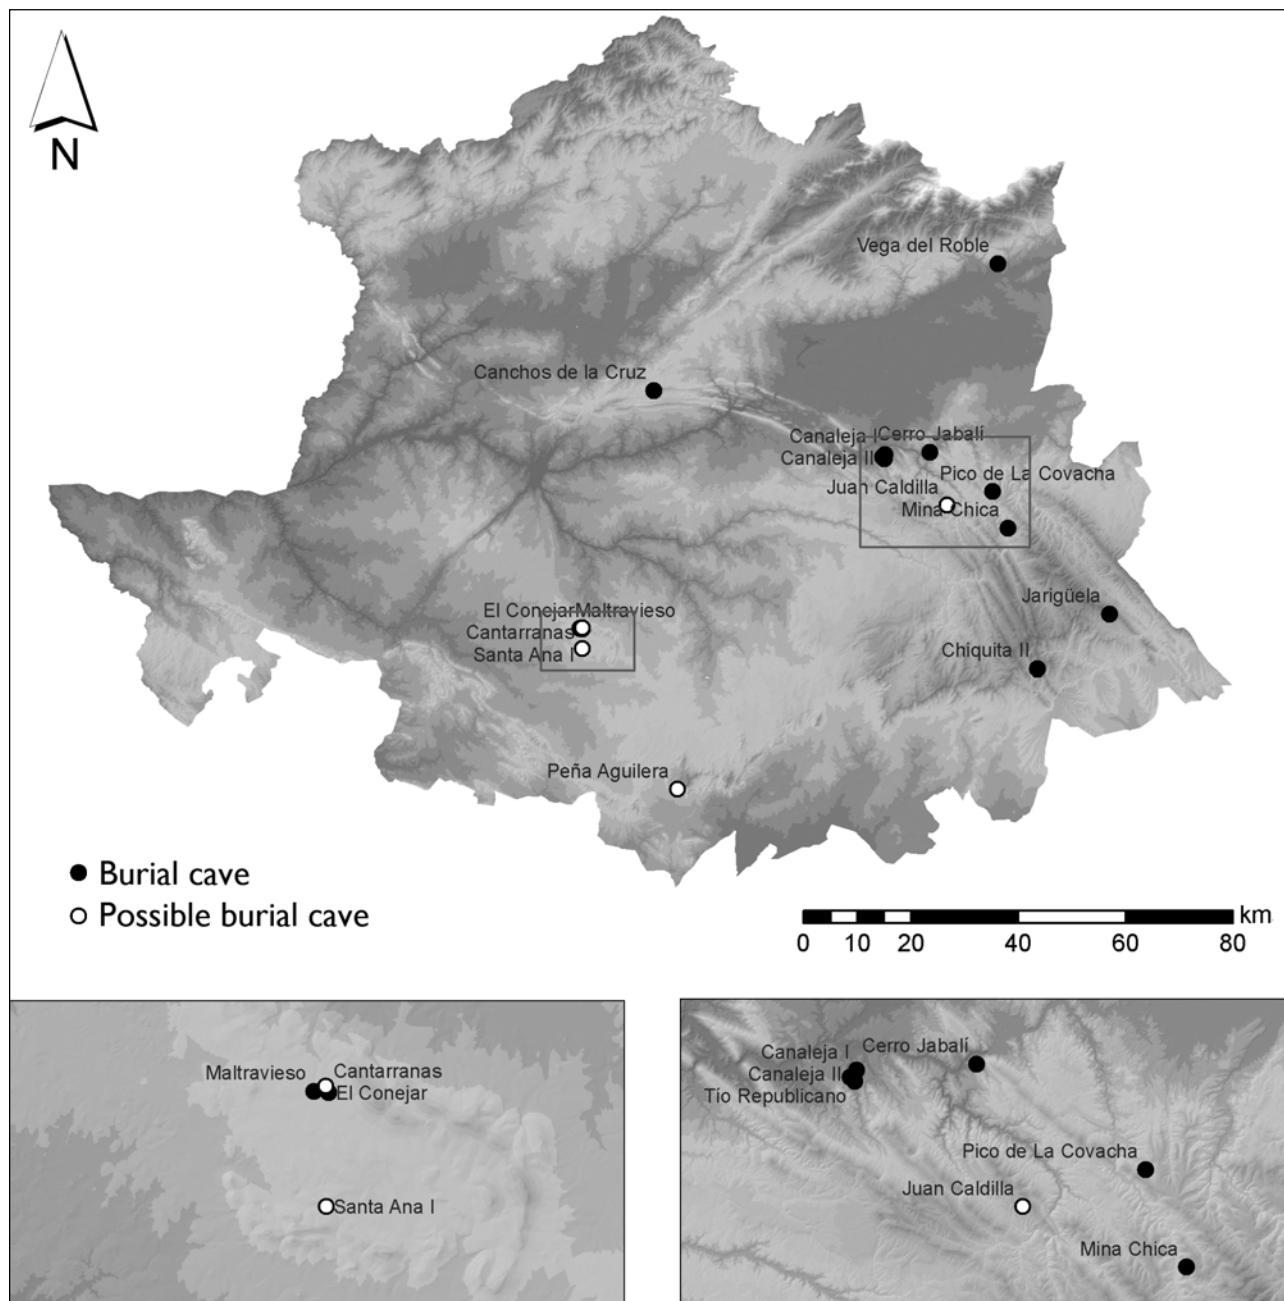 N
Vega del Roble
Canchos de la Cruz
Canaleja I
Cerro Jabalí
Canaleja II
Pico de La Covacha
Juan Caldilla
Mina Chica
Jarigüela
El Conejar
Maltravieso
Cantarranas
Santa Ana I
Chiquita II
Peña Aguilera
Burial cave
Possible burial cave
km
0 10 20 40 60 80
Maltravieso
Cantarranas
El Conejar
Santa Ana I
Canaleja I
Cerro Jabalí
Canaleja II
Tío Republicano
Pico de La Covacha
Juan Caldilla
Mina Chica